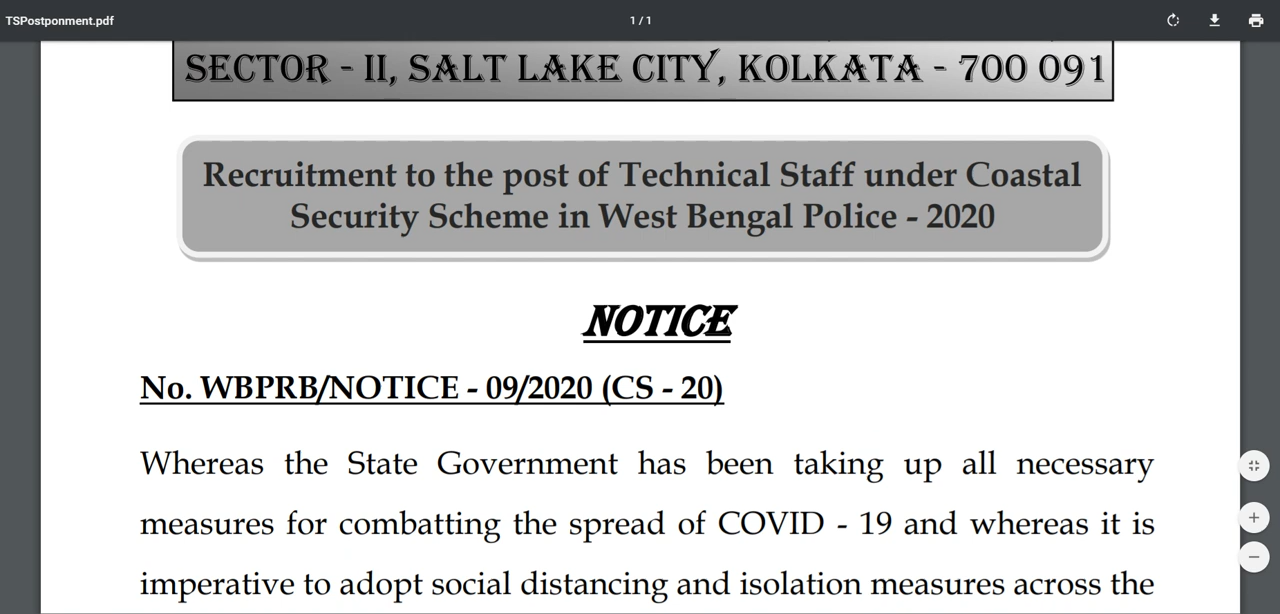 TSPostponment.pdf
1 / 1
SECTOR - II, SALT LAKE CITY, KOLKATA - 700 091
Recruitment to the post of Technical Staff under Coastal
Security Scheme in West Bengal Police - 2020
NOTICE
No. WBPRB/NOTICE - 09/2020 (CS - 20)
Whereas the State Government has been taking up all necessary
measures for combatting the spread of COVID - 19 and whereas it is
imperative to adopt social distancing and isolation measures across the